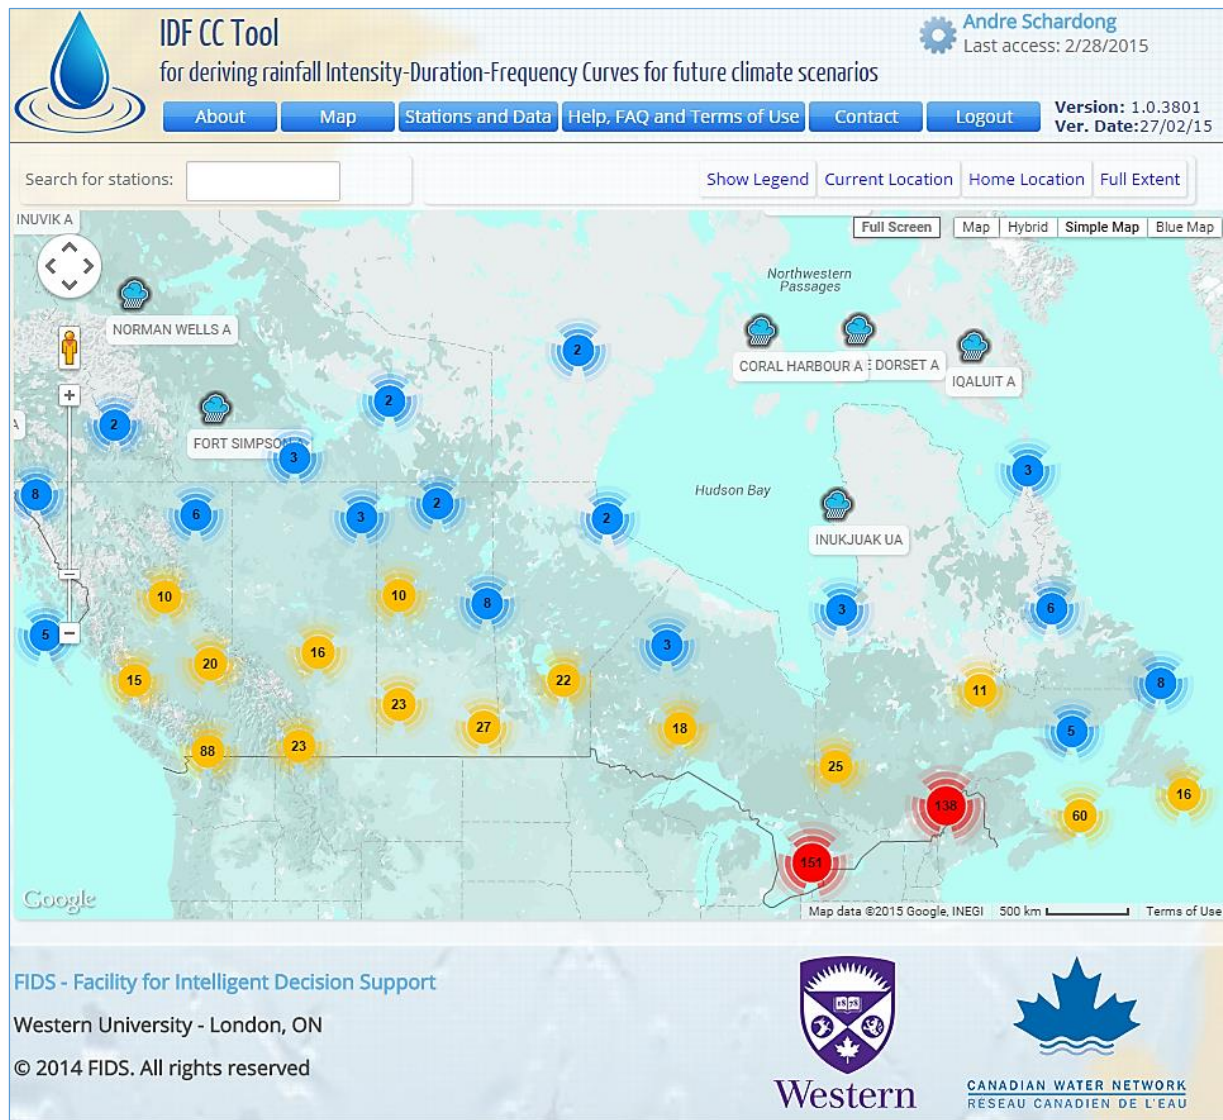 IDF CC Tool
for deriving rainfall Intensity-Duration-Frequency Curves for future climate scenarios
Andre Schardong
Last access: 2/28/2015
About Map Stations and Data Help, FAQ and Terms of Use Contact Logout
Version: 1.0.3801
Ver. Date:27/02/15
Search for stations:
Show Legend Current Location Home Location Full Extent
INUVIK A
Full Screen Map Hybrid Simple Map Blue Map
Northwestern
Passages
NORMAN WELLS A
2
CORAL HARBOUR A E DORSET A
IQALUIT A
2
2
A
FORT SIMPSON
3
3
8
6
3
2
2
Hudson Bay
INUKJUAK UA
10
10
8
3
6
5
3
15
20
16
22
11
8
23
27
18
5
88
23
25
16
138
60
151
Google
Map data ©2015 Google, INEGI 500 km Terms of Use
FIDS - Facility for Intelligent Decision Support
Western University - London, ON
© 2014 FIDS. All rights reserved
1878
Western
CANADIAN WATER NETWORK
RÉSEAU CANADIEN DE L'EAU